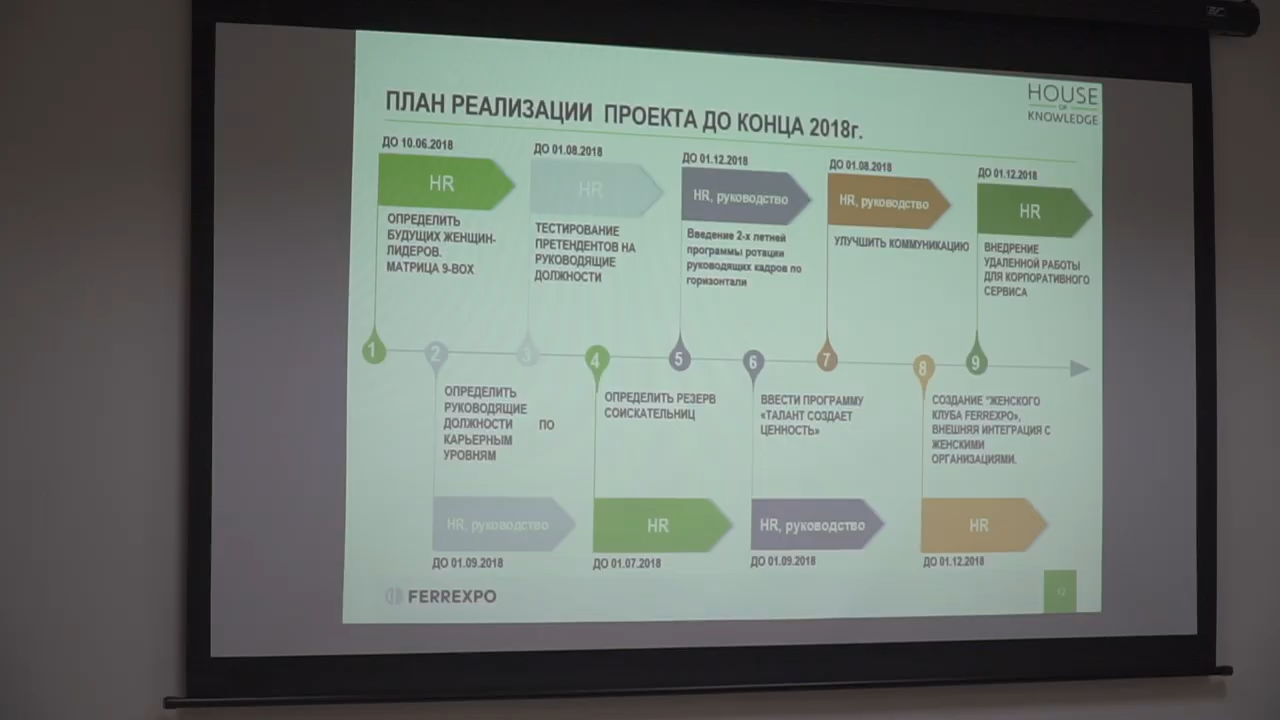 HOUSE
OF
KNOWLEDGE
ПЛАН РЕАЛИЗАЦИИ ПРОЕКТА ДО КОНЦА 2018г.
ДО 10.06.2018
HR
ОПРЕДЕЛИТЬ
БУДУЩИХ ЖЕНЩИН-
ЛИДЕРОВ.
МАТРИЦА 9-BOX
ДО 01.08.2018
HR
ТЕСТИРОВАНИЕ
ПРЕТЕНДЕНТОВ НА
РУКОВОДЯЩИЕ
ДОЛЖНОСТИ
ДО 01.12.2018
HR, руководство
Введение 2-х летней
программы ротации
руководящих кадров по
горизонтали
ДО 01.08.2018
HR, руководство
УЛУЧШИТЬ КОММУНИКАЦИЮ
ДО 01.12.2018
HR
ВНЕДРЕНИЕ
УДАЛЕННОЙ РАБОТЫ
ДЛЯ КОРПОРАТИВНОГО
СЕРВИСА
1 2 3 4 5 6 7 8 9
ОПРЕДЕЛИТЬ
РУКОВОДЯЩИЕ
ДОЛЖНОСТИ ПО
КАРЬЕРНЫМ
УРОВНЯМ
HR, руководство
ДО 01.09.2018
ОПРЕДЕЛИТЬ РЕЗЕРВ
СОИСКАТЕЛЬНИЦ
HR
ДО 01.07.2018
ВВЕСТИ ПРОГРАММУ
«ТАЛАНТ СОЗДАЕТ
ЦЕННОСТЬ»
HR, руководство
ДО 01.09.2018
СОЗДАНИЕ "ЖЕНСКОГО
КЛУБА FERREXPO»,
ВНЕШНЯЯ ИНТЕГРАЦИЯ С
ЖЕНСКИМИ
ОРГАНИЗАЦИЯМИ.
HR
ДО 01.12.2018
FERREXPO
12